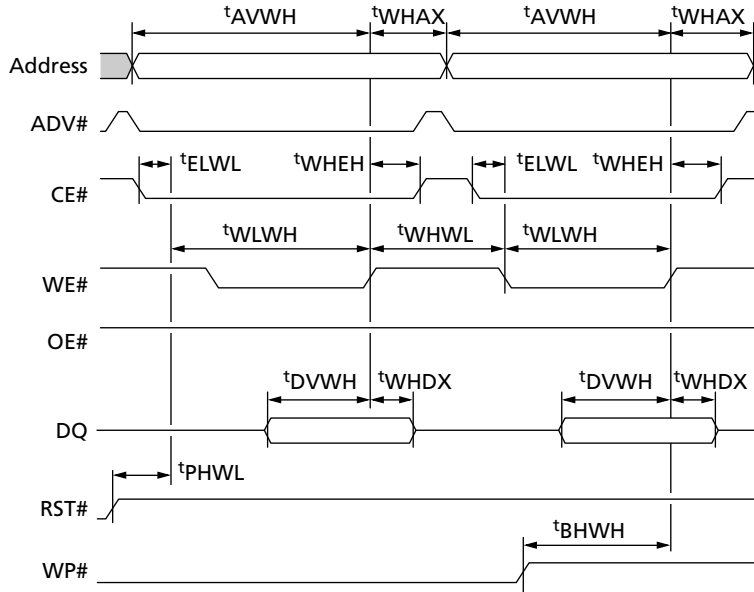 tAVWH tWHAX tAVWH tWHAX
Address
ADV#
tELWL tWHEH tELWL tWHEH
CE#
tWLWH tWHWL tWLWH
WE#
OE#
tDVWH tWHDX tDVWH tWHDX
DQ
tPHWL
RST#
tBHWH
WP#